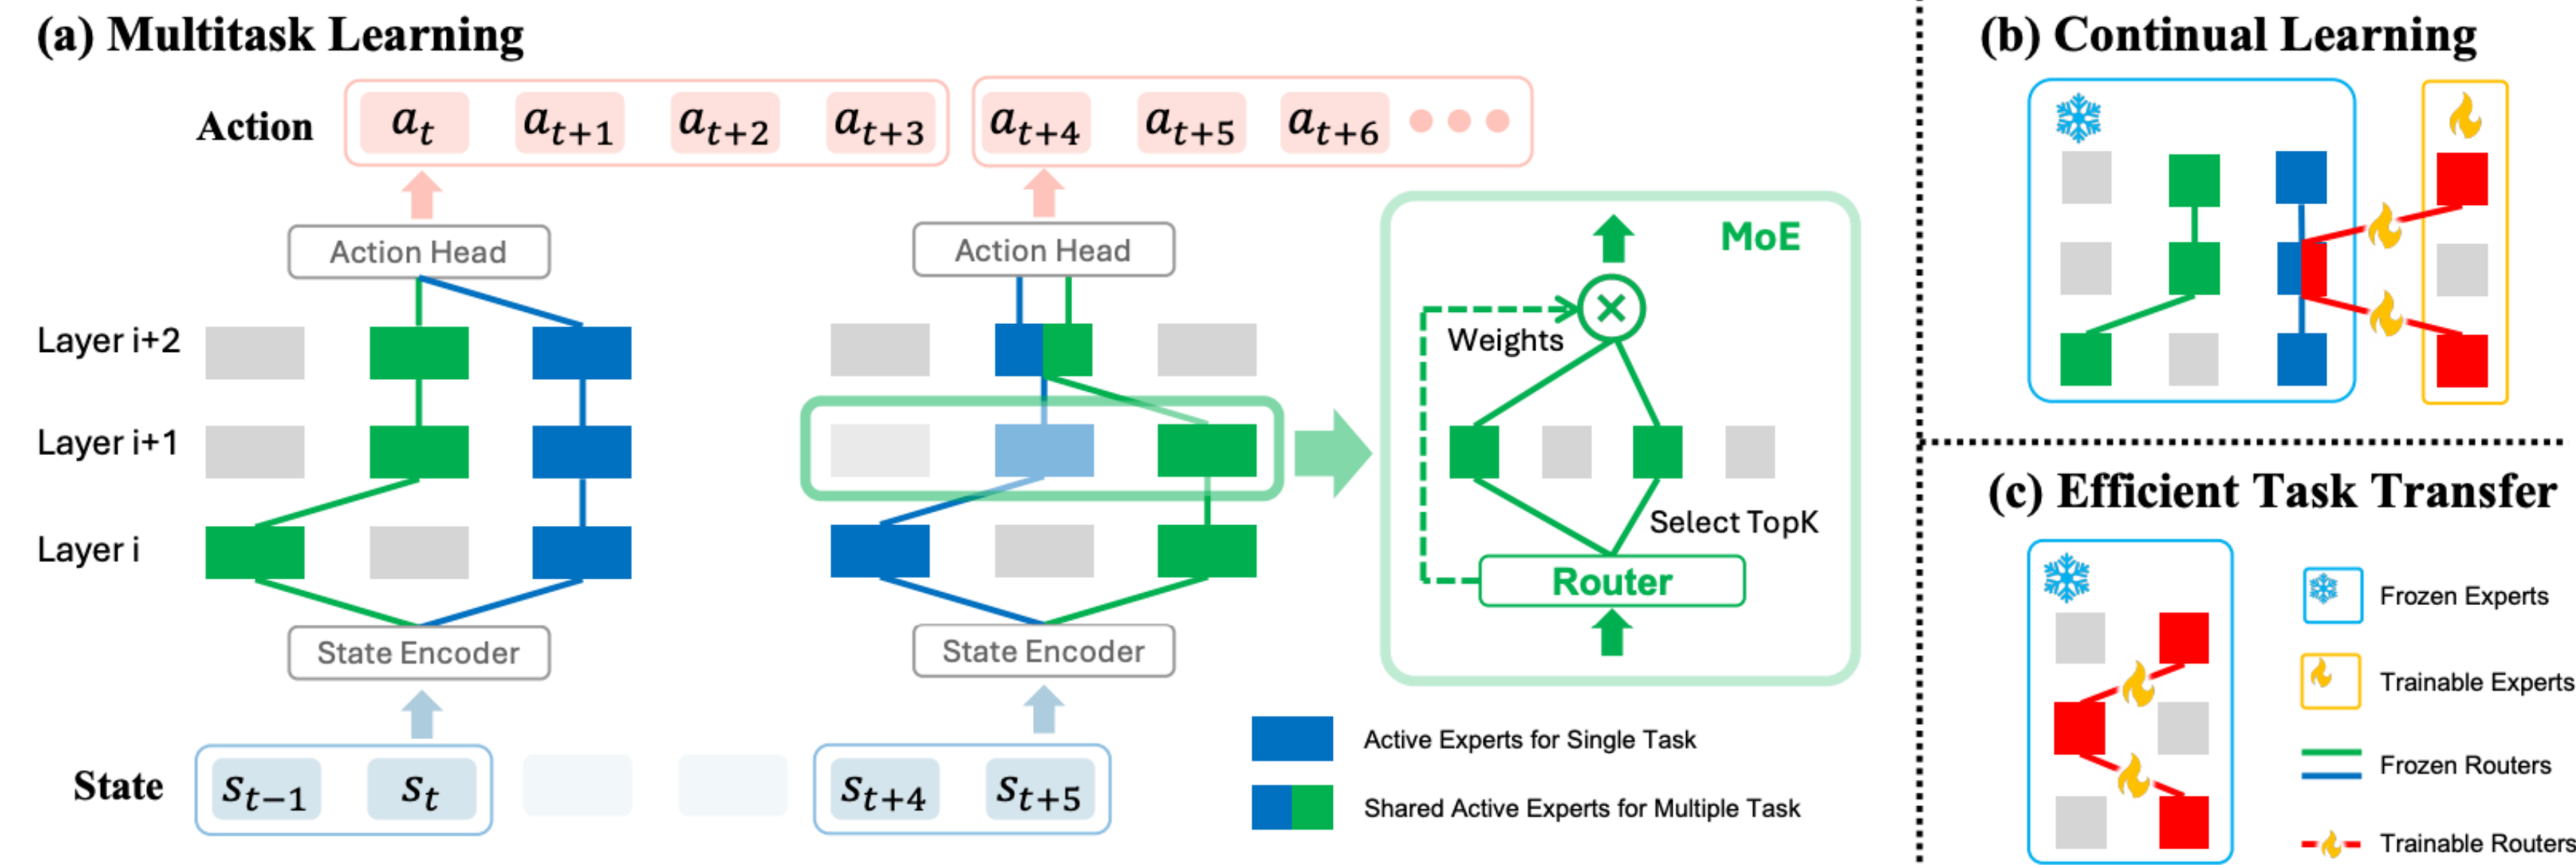 (a) Multitask Learning
Action
a_t
a_{t+1}
a_{t+2}
a_{t+3}
a_{t+4}
a_{t+5}
a_{t+6}
Action Head
Action Head
Layer i+2
Layer i+1
Layer i
State Encoder
State Encoder
State
s_{t−1}
s_t
s_{t+4}
s_{t+5}
MoE
Weights
Select TopK
Router
Active Experts for Single Task
Shared Active Experts for Multiple Task
(b) Continual Learning
(c) Efficient Task Transfer
Frozen Experts
Trainable Experts
Frozen Routers
Trainable Routers